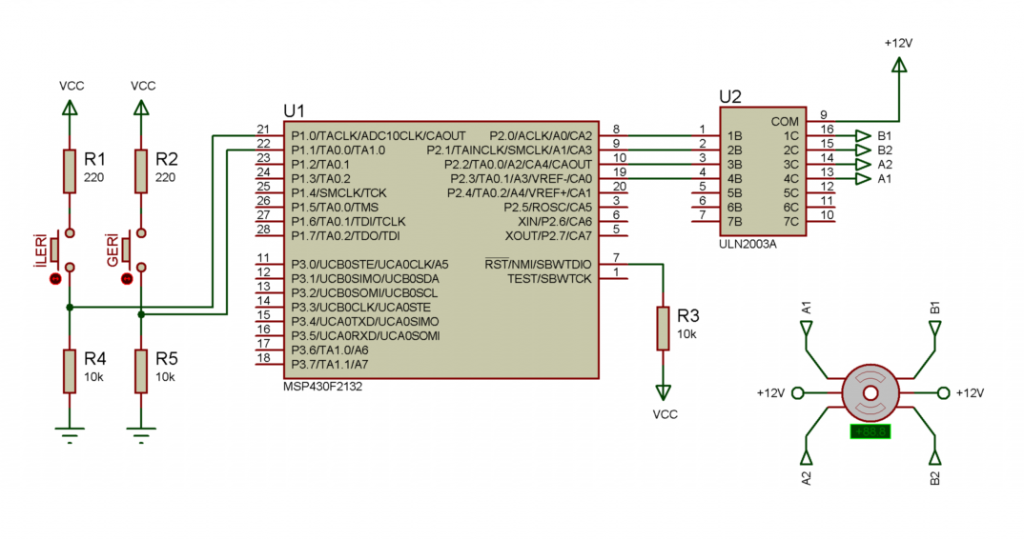 VCC
R1
220
İLERİ
R4
10k
VCC
R2
220
GERİ
R5
10k
U1
21 P1.0/TACLK/ADC10CLK/CAOUT
22 P1.1/TA0.0/TA1.0
23 P1.2/TA0.1
24 P1.3/TA0.2
25 P1.4/SMCLK/TCK
26 P1.5/TA0.0/TMS
27 P1.6/TA0.1/TDI/TCLK
28 P1.7/TA0.2/TDO/TDI
11 P3.0/UCB0STE/UCA0CLK/A5
12 P3.1/UCB0SIMO/UCB0SDA
13 P3.2/UCB0SOMI/UCB0SCL
14 P3.3/UCB0CLK/UCA0STE
15 P3.4/UCA0TXD/UCA0SIMO
16 P3.5/UCA0RXD/UCA0SOMI
17 P3.6/TA1.0/A6
18 P3.7/TA1.1/A7
P2.0/ACLK/A0/CA2 8
P2.1/TAINCLK/SMCLK/A1/CA3 9
P2.2/TA0.0/A2/CA4/CAOUT 10
P2.3/TA0.1/A3/VREF-/CA0 19
P2.4/TA0.2/A4/VREF+/CA1 20
P2.5/ROSC/CA5 3
XIN/P2.6/CA6 6
XOUT/P2.7/CA7 5
RST/NMI/SBWTDIO 7
TEST/SBWTCK 1
MSP430F2132
R3
10k
VCC
+12V
U2
COM 9
1 1B 1C 16 B1
2 2B 2C 15 B2
3 3B 3C 14 A2
4 4B 4C 13 A1
5 5B 5C 12
6 6B 6C 11
7 7B 7C 10
ULN2003A
A1
B1
+12V
+12V
A2
B2